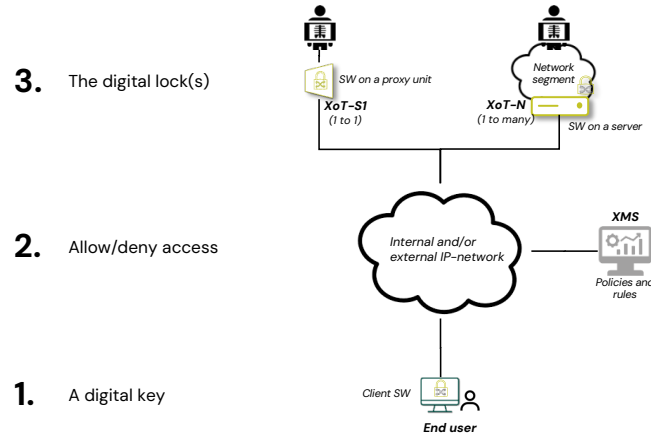 3. The digital lock(s)
SW on a proxy unit
XoT-S1
(1 to 1)
Network
segment
XoT-N
(1 to many)
SW on a server
2. Allow/deny access
Internal and/or
external IP-network
XMS
Policies and
rules
1. A digital key
Client SW
End user